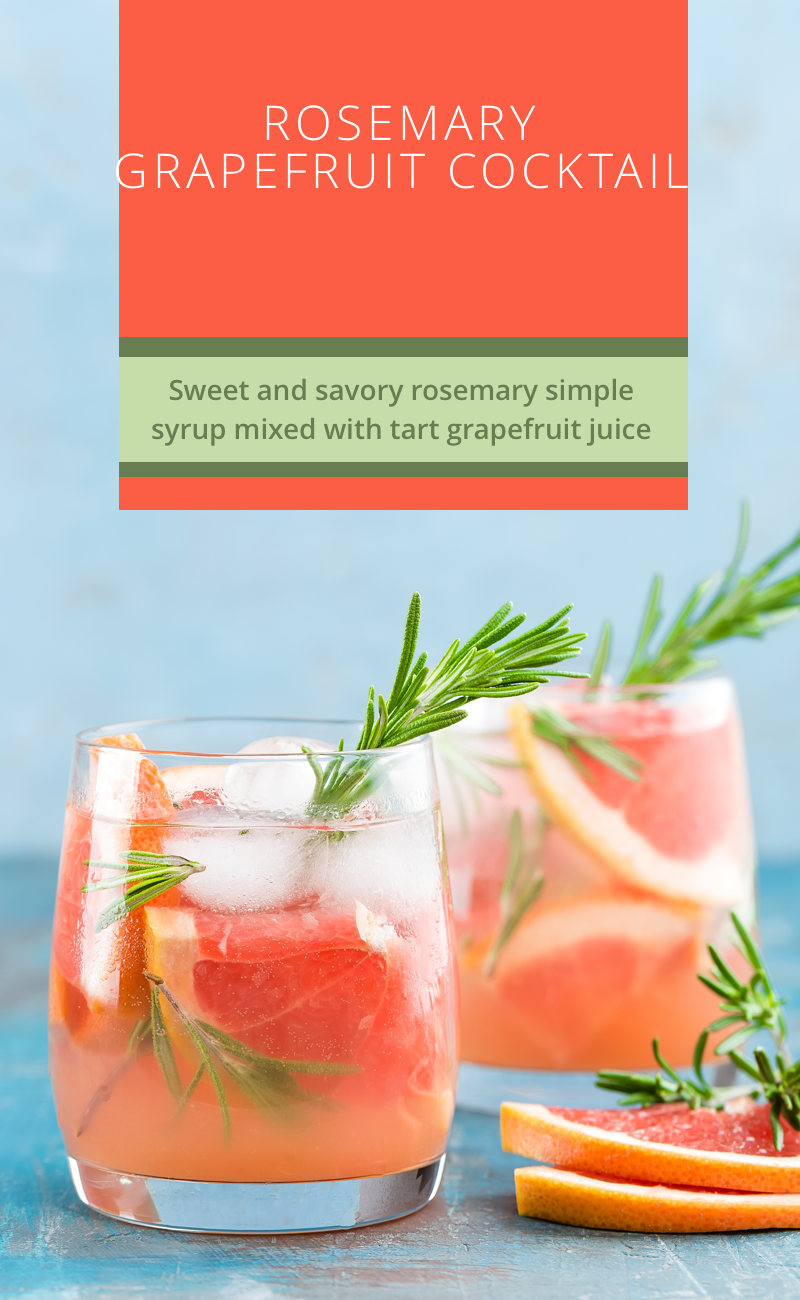 ROSEMARY
GRAPEFRUIT COCKTAIL
Sweet and savory rosemary simple
syrup mixed with tart grapefruit juice